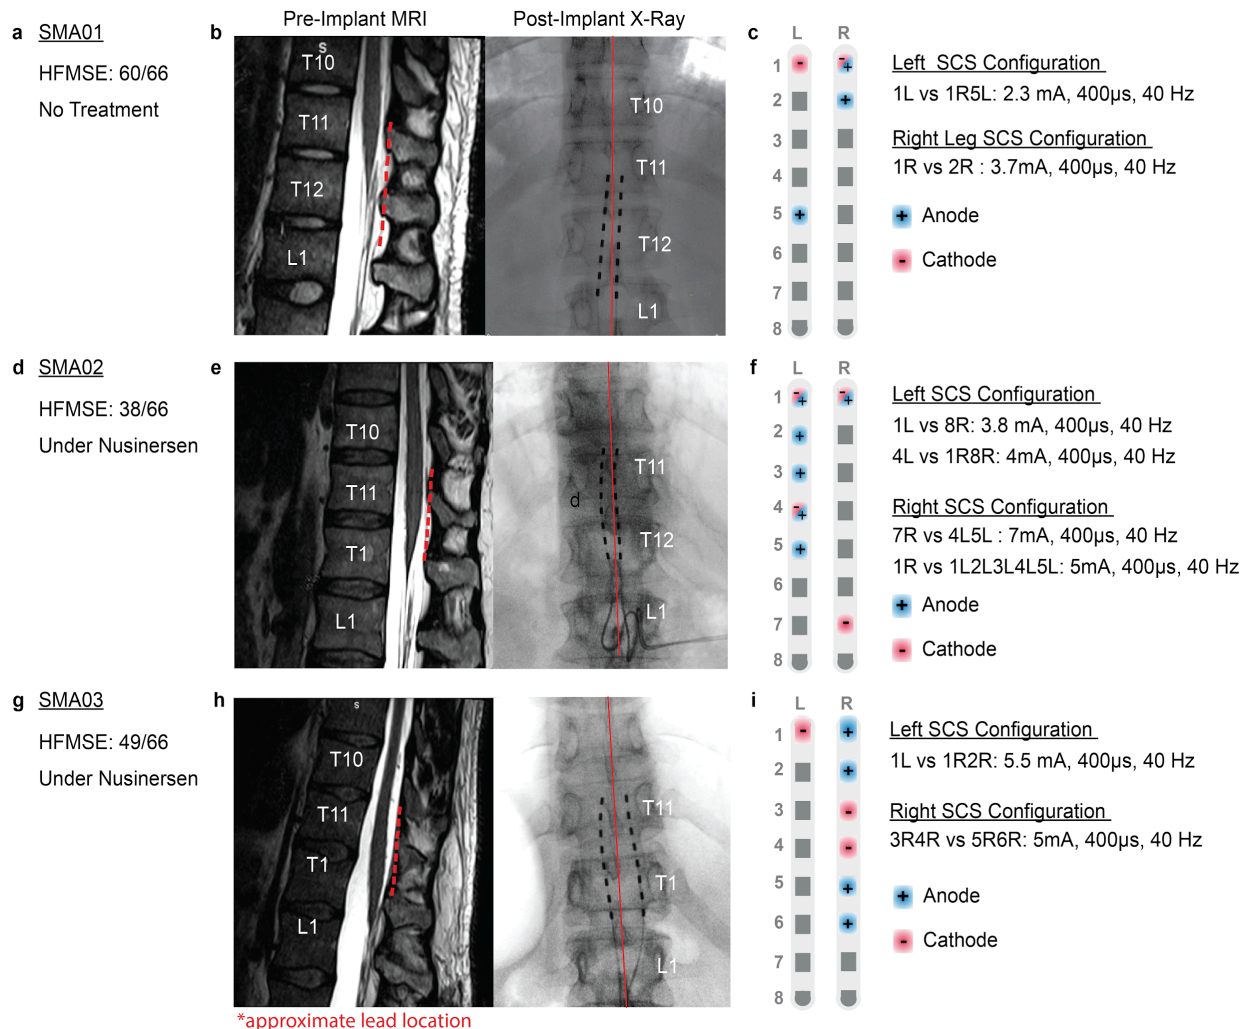 Pre-Implant MRI
Post-Implant X-Ray
a SMA01
HFMSE: 60/66
No Treatment
b
S
T10
T11
T12
L1
T10
T11
T12
L1
c
L R
1
2
3
4
5
6
7
8
- - +
+
+
Left SCS Configuration
1L vs 1R5L: 2.3 mA, 400µs, 40 Hz
Right Leg SCS Configuration
1R vs 2R : 3.7mA, 400µs, 40 Hz
+ Anode
- Cathode
d SMA02
HFMSE: 38/66
Under Nusinersen
e
T10
T11
T1
L1
T11
d
T12
L1
f
L R
1
2
3
4
5
6
7
8
- + - +
+
+
- +
+
-
Left SCS Configuration
1L vs 8R: 3.8 mA, 400µs, 40 Hz
4L vs 1R8R: 4mA, 400µs, 40 Hz
Right SCS Configuration
7R vs 4L5L : 7mA, 400µs, 40 Hz
1R vs 1L2L3L4L5L: 5mA, 400µs, 40 Hz
+ Anode
- Cathode
g SMA03
HFMSE: 49/66
Under Nusinersen
h
s
T10
T11
T1
L1
T11
T1
L1
*approximate lead location
i
L R
1
2
3
4
5
6
7
8
- +
+
-
-
+
+
Left SCS Configuration
1L vs 1R2R: 5.5 mA, 400µs, 40 Hz
Right SCS Configuration
3R4R vs 5R6R: 5mA, 400µs, 40 Hz
+ Anode
- Cathode